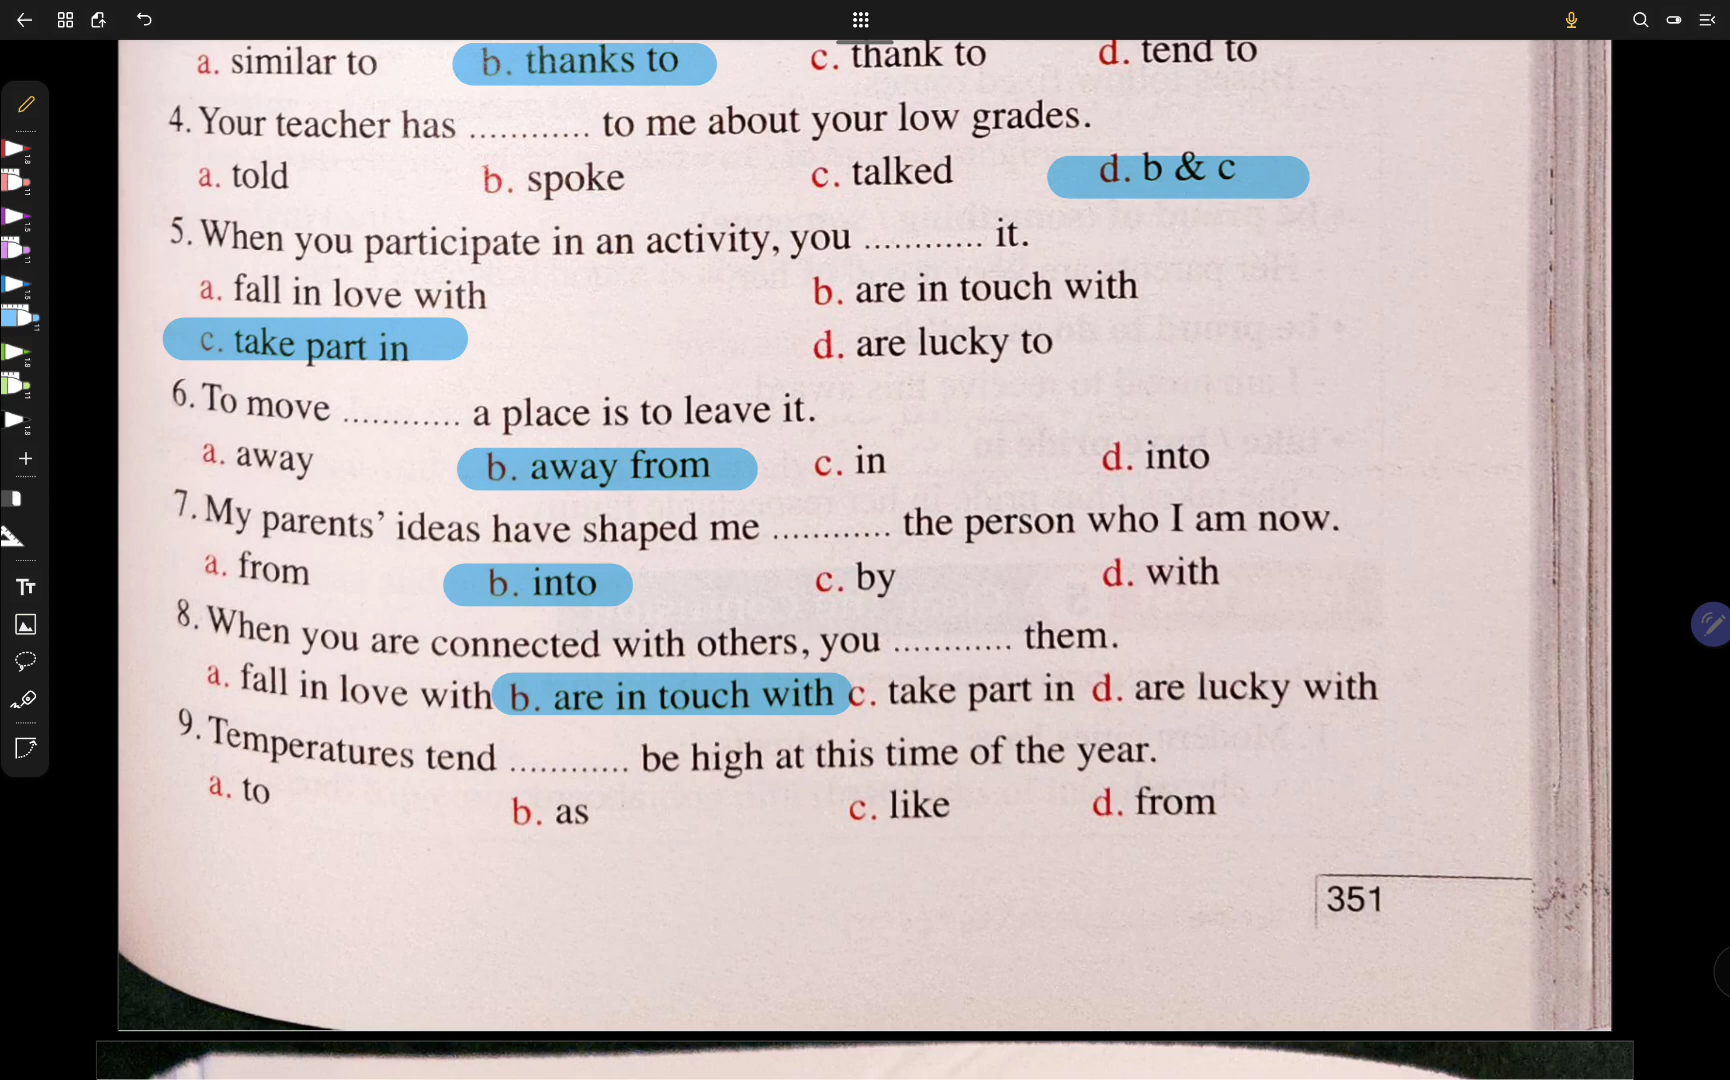 a. similar to b. thanks to c. thank to d. tend to
4. Your teacher has ............ to me about your low grades.
a. told b. spoke c. talked d. b & c
5. When you participate in an activity, you ............ it.
a. fall in love with b. are in touch with
c. take part in d. are lucky to
6. To move ............ a place is to leave it.
a. away b. away from c. in d. into
7. My parents' ideas have shaped me ............ the person who I am now.
a. from b. into c. by d. with
8. When you are connected with others, you ............ them.
a. fall in love with b. are in touch with c. take part in d. are lucky with
9. Temperatures tend ............ be high at this time of the year.
a. to b. as c. like d. from
351